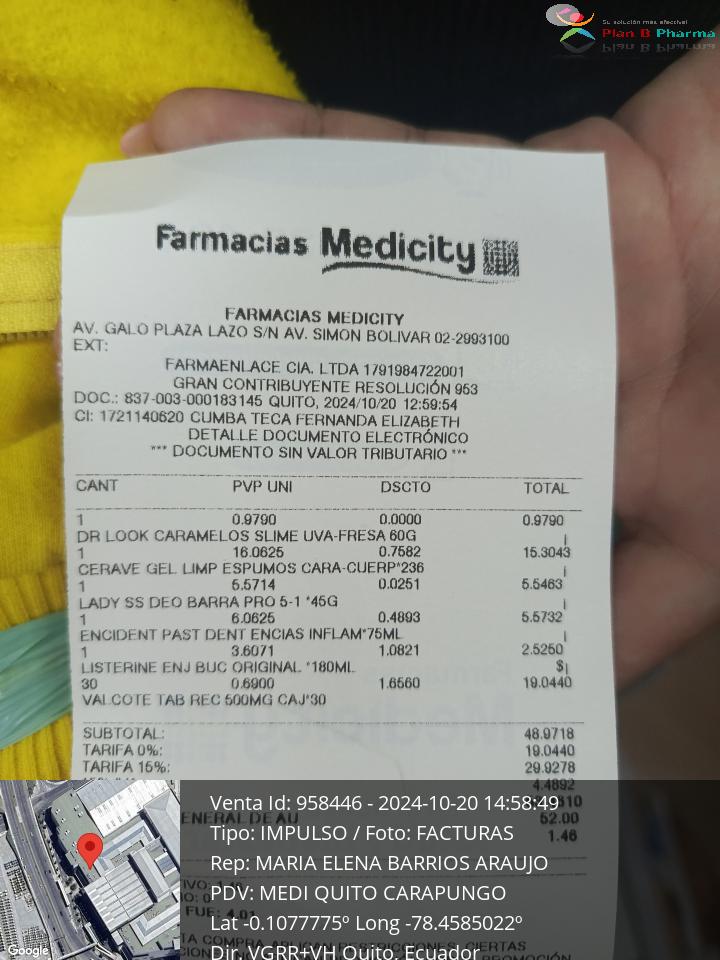 Su solución más efectiva!
Plan B Pharma
Farmacias Medicity
FARMACIAS MEDICITY
AV. GALO PLAZA LAZO S/N AV. SIMON BOLIVAR 02-2993100
EXT:
FARMAENLACE CIA. LTDA 1791984722001
GRAN CONTRIBUYENTE RESOLUCIÓN 953
DOC.: 837-003-000183145 QUITO, 2024/10/20 12:59:54
CI: 1721140620 CUMBA TECA FERNANDA ELIZABETH
DETALLE DOCUMENTO ELECTRÓNICO
*** DOCUMENTO SIN VALOR TRIBUTARIO ***
CANT PVP UNI DSCTO TOTAL
1 0.9790 0.0000 0.9790
DR LOOK CARAMELOS SLIME UVA-FRESA 60G |
1 16.0625 0.7582 15.3043
CERAVE GEL LIMP ESPUMOS CARA-CUERP*236 |
1 5.5714 0.0251 5.5463
LADY SS DEO BARRA PRO 5-1 *45G |
1 6.0625 0.4893 5.5732
ENCIDENT PAST DENT ENCIAS INFLAM*75ML |
1 3.6071 1.0821 2.5250
LISTERINE ENJ BUC ORIGINAL *180ML $|
30 0.6900 1.6560 19.0440
VALCOTE TAB REC 500MG CAJ*30
SUBTOTAL: 48.9718
TARIFA 0%: 19.0440
TARIFA 15%: 29.9278
4.4892
52.00
1.46
Venta Id: 958446 - 2024-10-20 14:58:49
Tipo: IMPULSO / Foto: FACTURAS
Rep: MARIA ELENA BARRIOS ARAUJO
PDV: MEDI QUITO CARAPUNGO
Lat -0.1077775º Long -78.4585022º
Dir. VGRR+VH Quito, Ecuador
Google